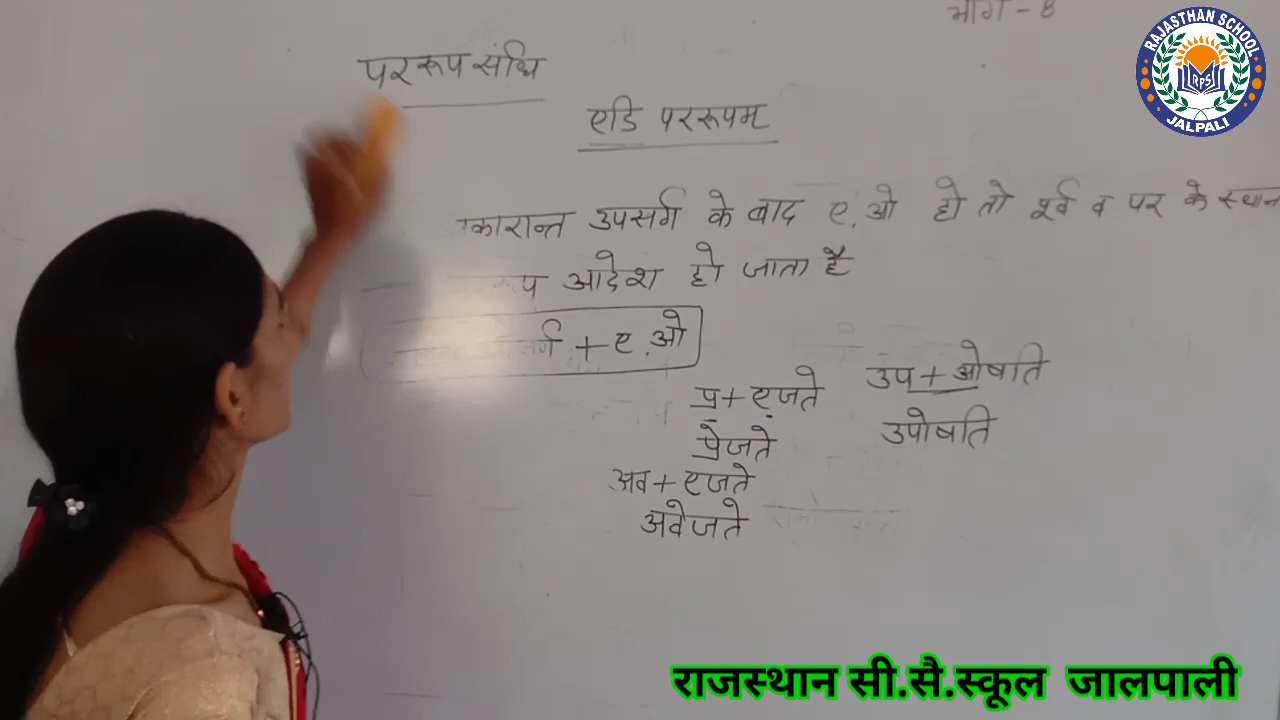 भाग - 8
RAJASTHAN SCHOOL
RPS
JALPALI
पररूप संधि
एडि पररूपम्
कारान्त उपसर्ग के बाद ए.ओ हो तो पूर्व व पर के स्थान
प आदेश हो जाता है
र्ग + ए.ओ
प्र + एजते
प्रेजते
अव + एजते
अवेजते
उप + ओषति
उपोषति
राजस्थान सी.सै.स्कूल जालपाली